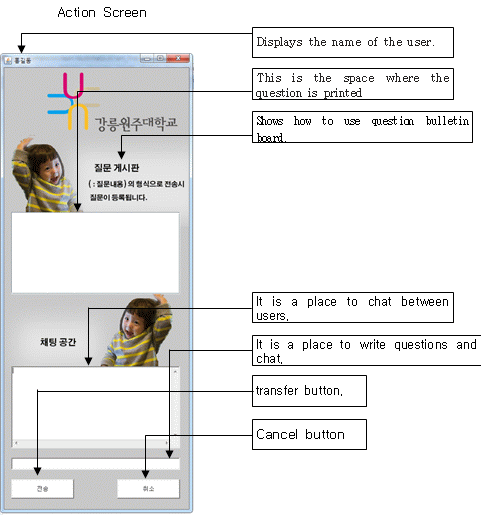 Action Screen
홍길동
Displays the name of the user.
This is the space where the
question is printed
강릉원주대학교
Shows how to use question bulletin
board.
질문 게시판
( : 질문내용) 의 형식으로 전송시
질문이 등록됩니다.
It is a place to chat between
users.
채팅 공간
It is a place to write questions and
chat.
transfer button.
Cancel button
전송
취소